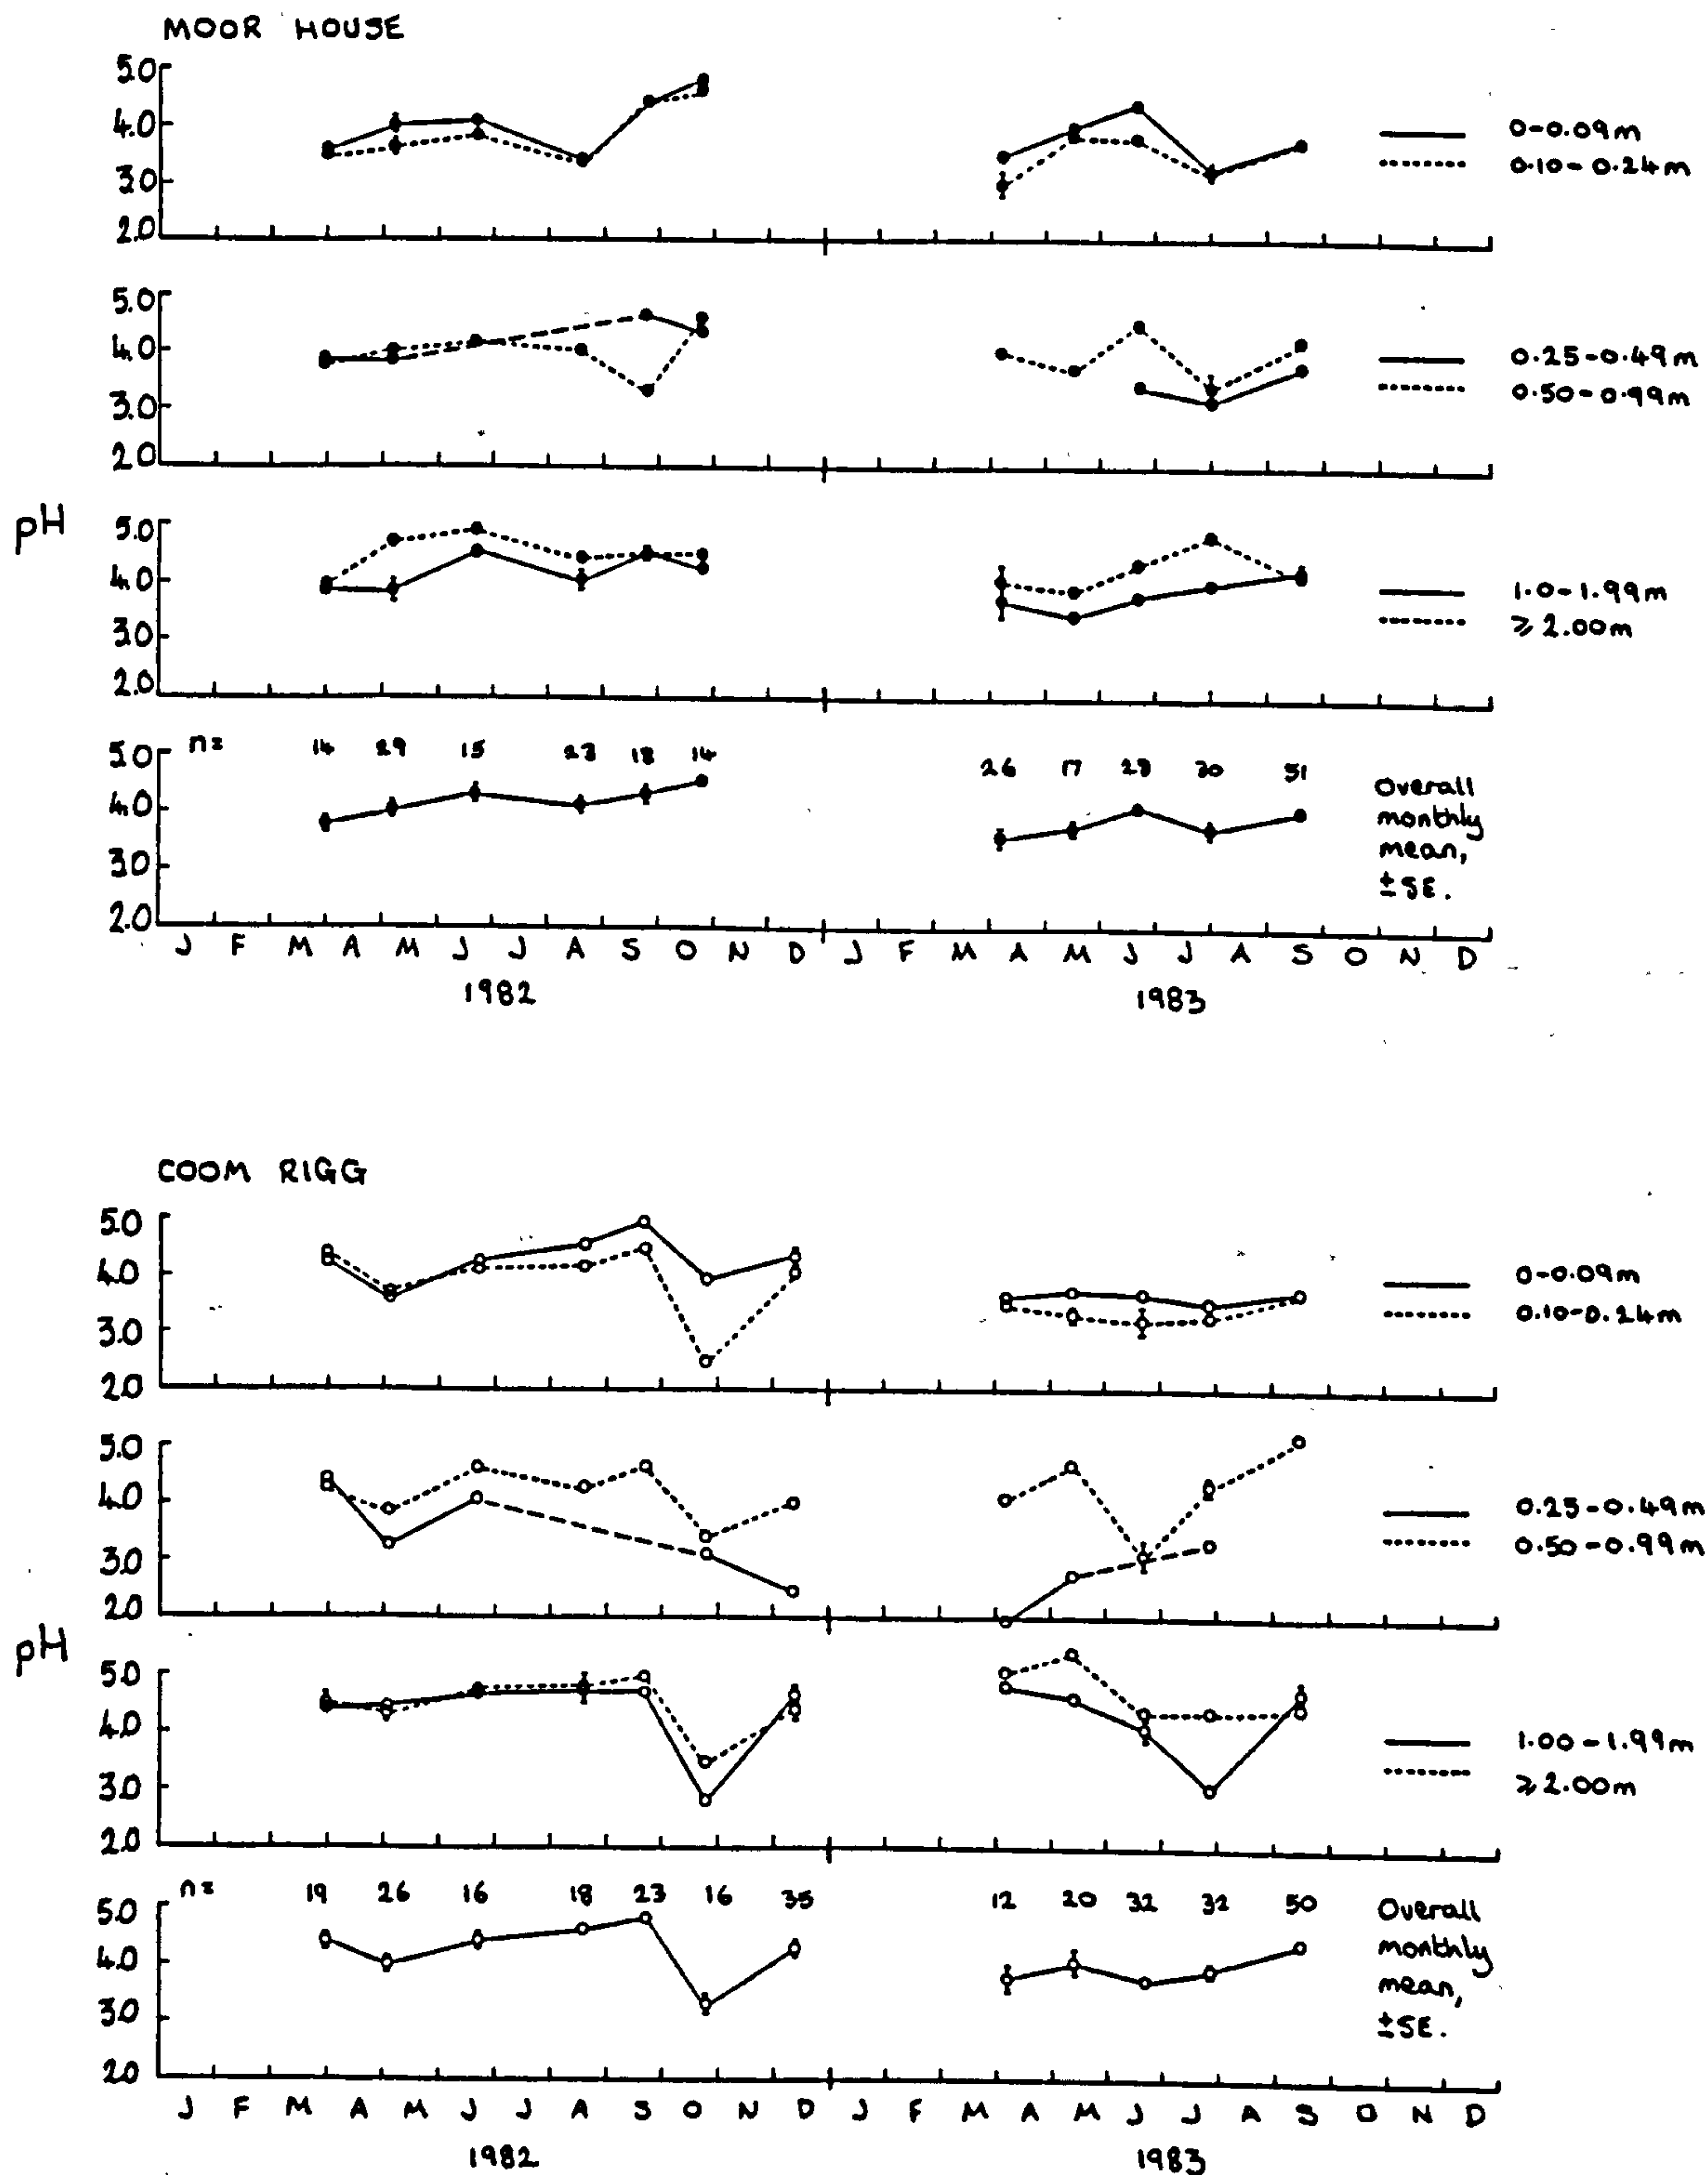 MOOR HOUSE
5.0
4.0
3.0
2.0
0-0.09m
0.10-0.24m
5.0
4.0
3.0
2.0
0.25-0.49m
0.50-0.99m
pH
5.0
4.0
3.0
2.0
1.0-1.99m
≥2.00m
5.0
4.0
3.0
2.0
n= 14 29 15 23 18 14 26 17 28 30 51
Overall
monthly
mean,
±SE.
J F M A M J J A S O N D J F M A M J J A S O N D
1982 1983
COOM RIGG
5.0
4.0
3.0
2.0
0-0.09m
0.10-0.24m
5.0
4.0
3.0
2.0
0.25-0.49m
0.50-0.99m
pH
5.0
4.0
3.0
2.0
1.00-1.99m
≥2.00m
n= 19 26 16 18 23 16 35 12 20 32 32 50
5.0
4.0
3.0
2.0
Overall
monthly
mean,
±SE.
J F M A M J J A S O N D J F M A M J J A S O N D
1982 1983